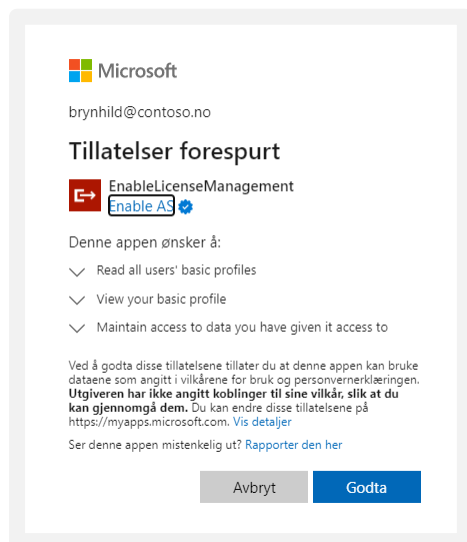 Microsoft
brynhild@contoso.no
Tillatelser forespurt
EnableLicenseManagement
Enable AS
Denne appen ønsker å:
Read all users' basic profiles
View your basic profile
Maintain access to data you have given it access to
Ved å godta disse tillatelsene tillater du at denne appen kan bruke
dataene som angitt i vilkårene for bruk og personvernerklæringen.
Utgiveren har ikke angitt koblinger til sine vilkår, slik at du
kan gjennomgå dem. Du kan endre disse tillatelsene på
https://myapps.microsoft.com. Vis detaljer
Ser denne appen mistenkelig ut? Rapporter den her
Avbryt
Godta